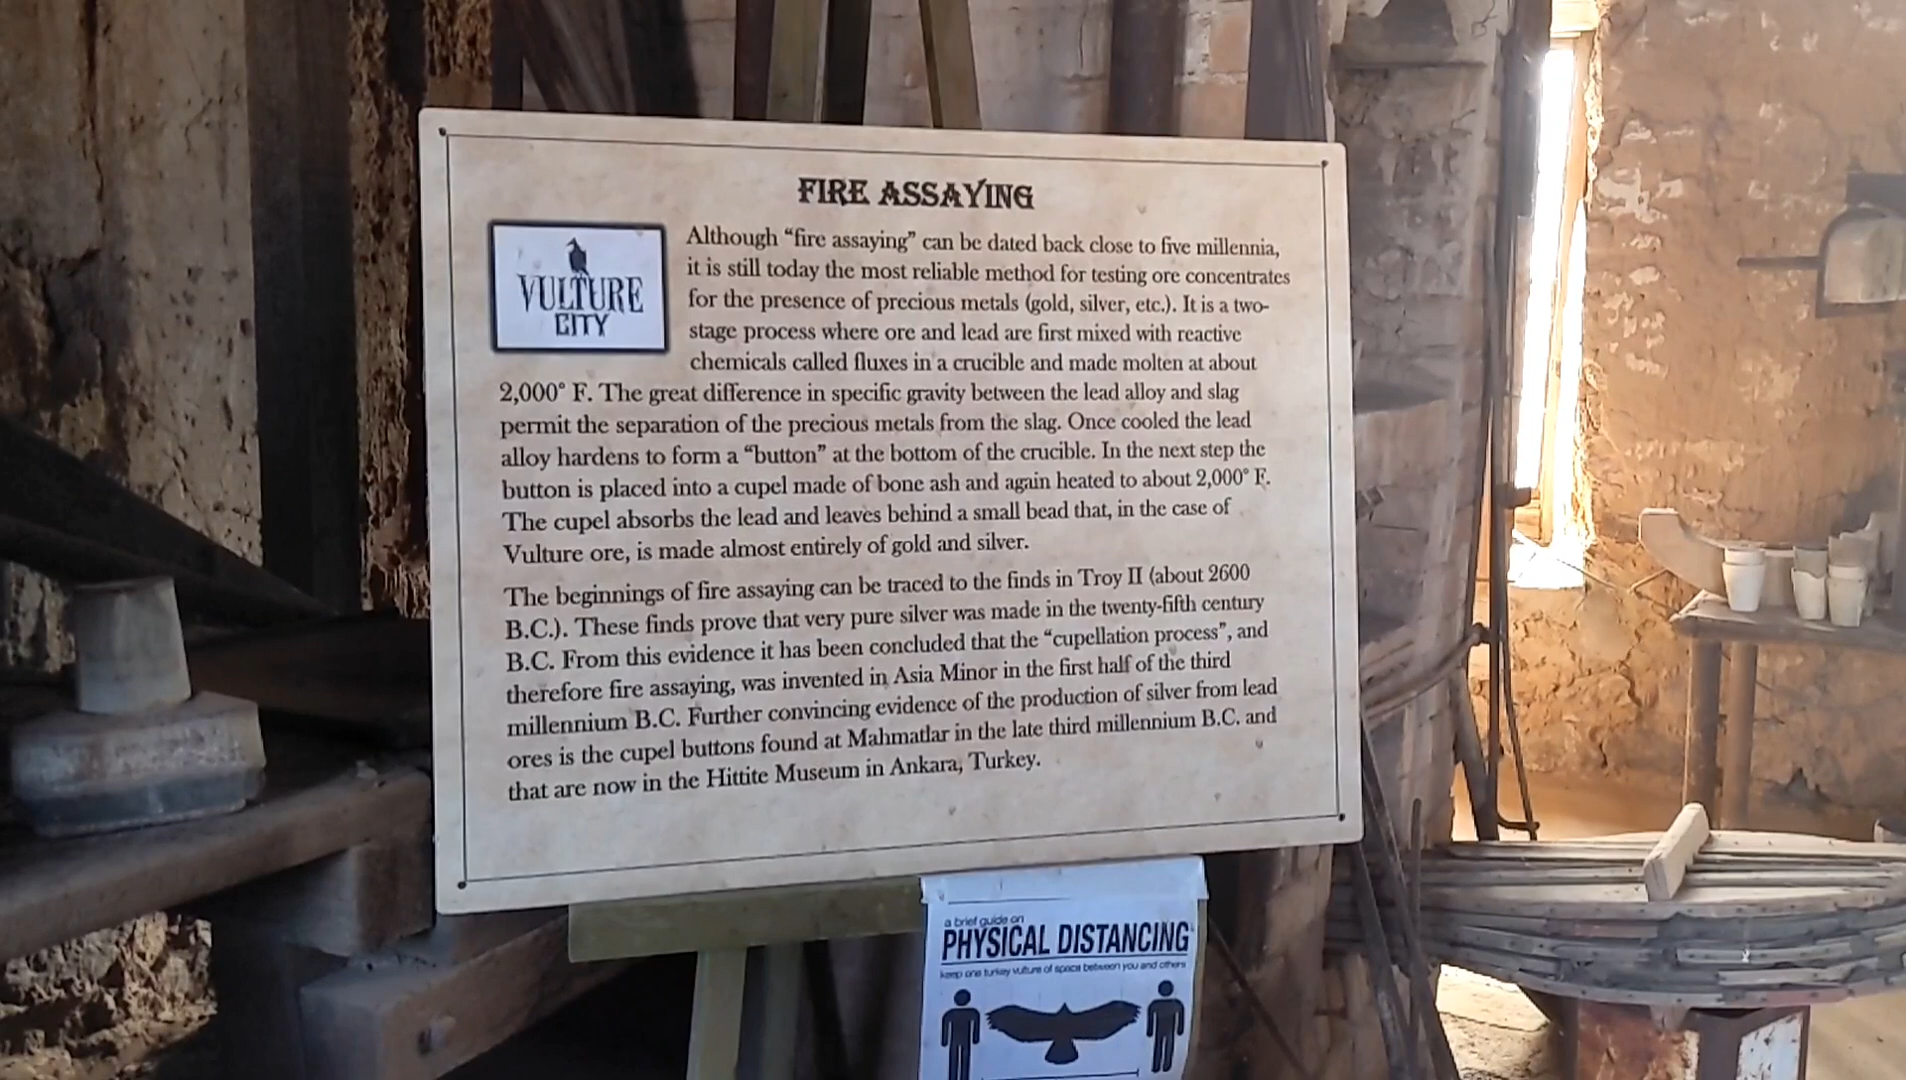 FIRE ASSAYING
VULTURE
CITY
Although “fire assaying” can be dated back close to five millennia,
it is still today the most reliable method for testing ore concentrates
for the presence of precious metals (gold, silver, etc.). It is a two-
stage process where ore and lead are first mixed with reactive
chemicals called fluxes in a crucible and made molten at about
2,000° F. The great difference in specific gravity between the lead alloy and slag
permit the separation of the precious metals from the slag. Once cooled the lead
alloy hardens to form a “button” at the bottom of the crucible. In the next step the
button is placed into a cupel made of bone ash and again heated to about 2,000° F.
The cupel absorbs the lead and leaves behind a small bead that, in the case of
Vulture ore, is made almost entirely of gold and silver.
The beginnings of fire assaying can be traced to the finds in Troy II (about 2600
B.C.). These finds prove that very pure silver was made in the twenty-fifth century
B.C. From this evidence it has been concluded that the “cupellation process”, and
therefore fire assaying, was invented in Asia Minor in the first half of the third
millennium B.C. Further convincing evidence of the production of silver from lead
ores is the cupel buttons found at Mahmatlar in the late third millennium B.C. and
that are now in the Hittite Museum in Ankara, Turkey.
a brief guide on
PHYSICAL DISTANCING
keep one turkey vulture of space between you and others